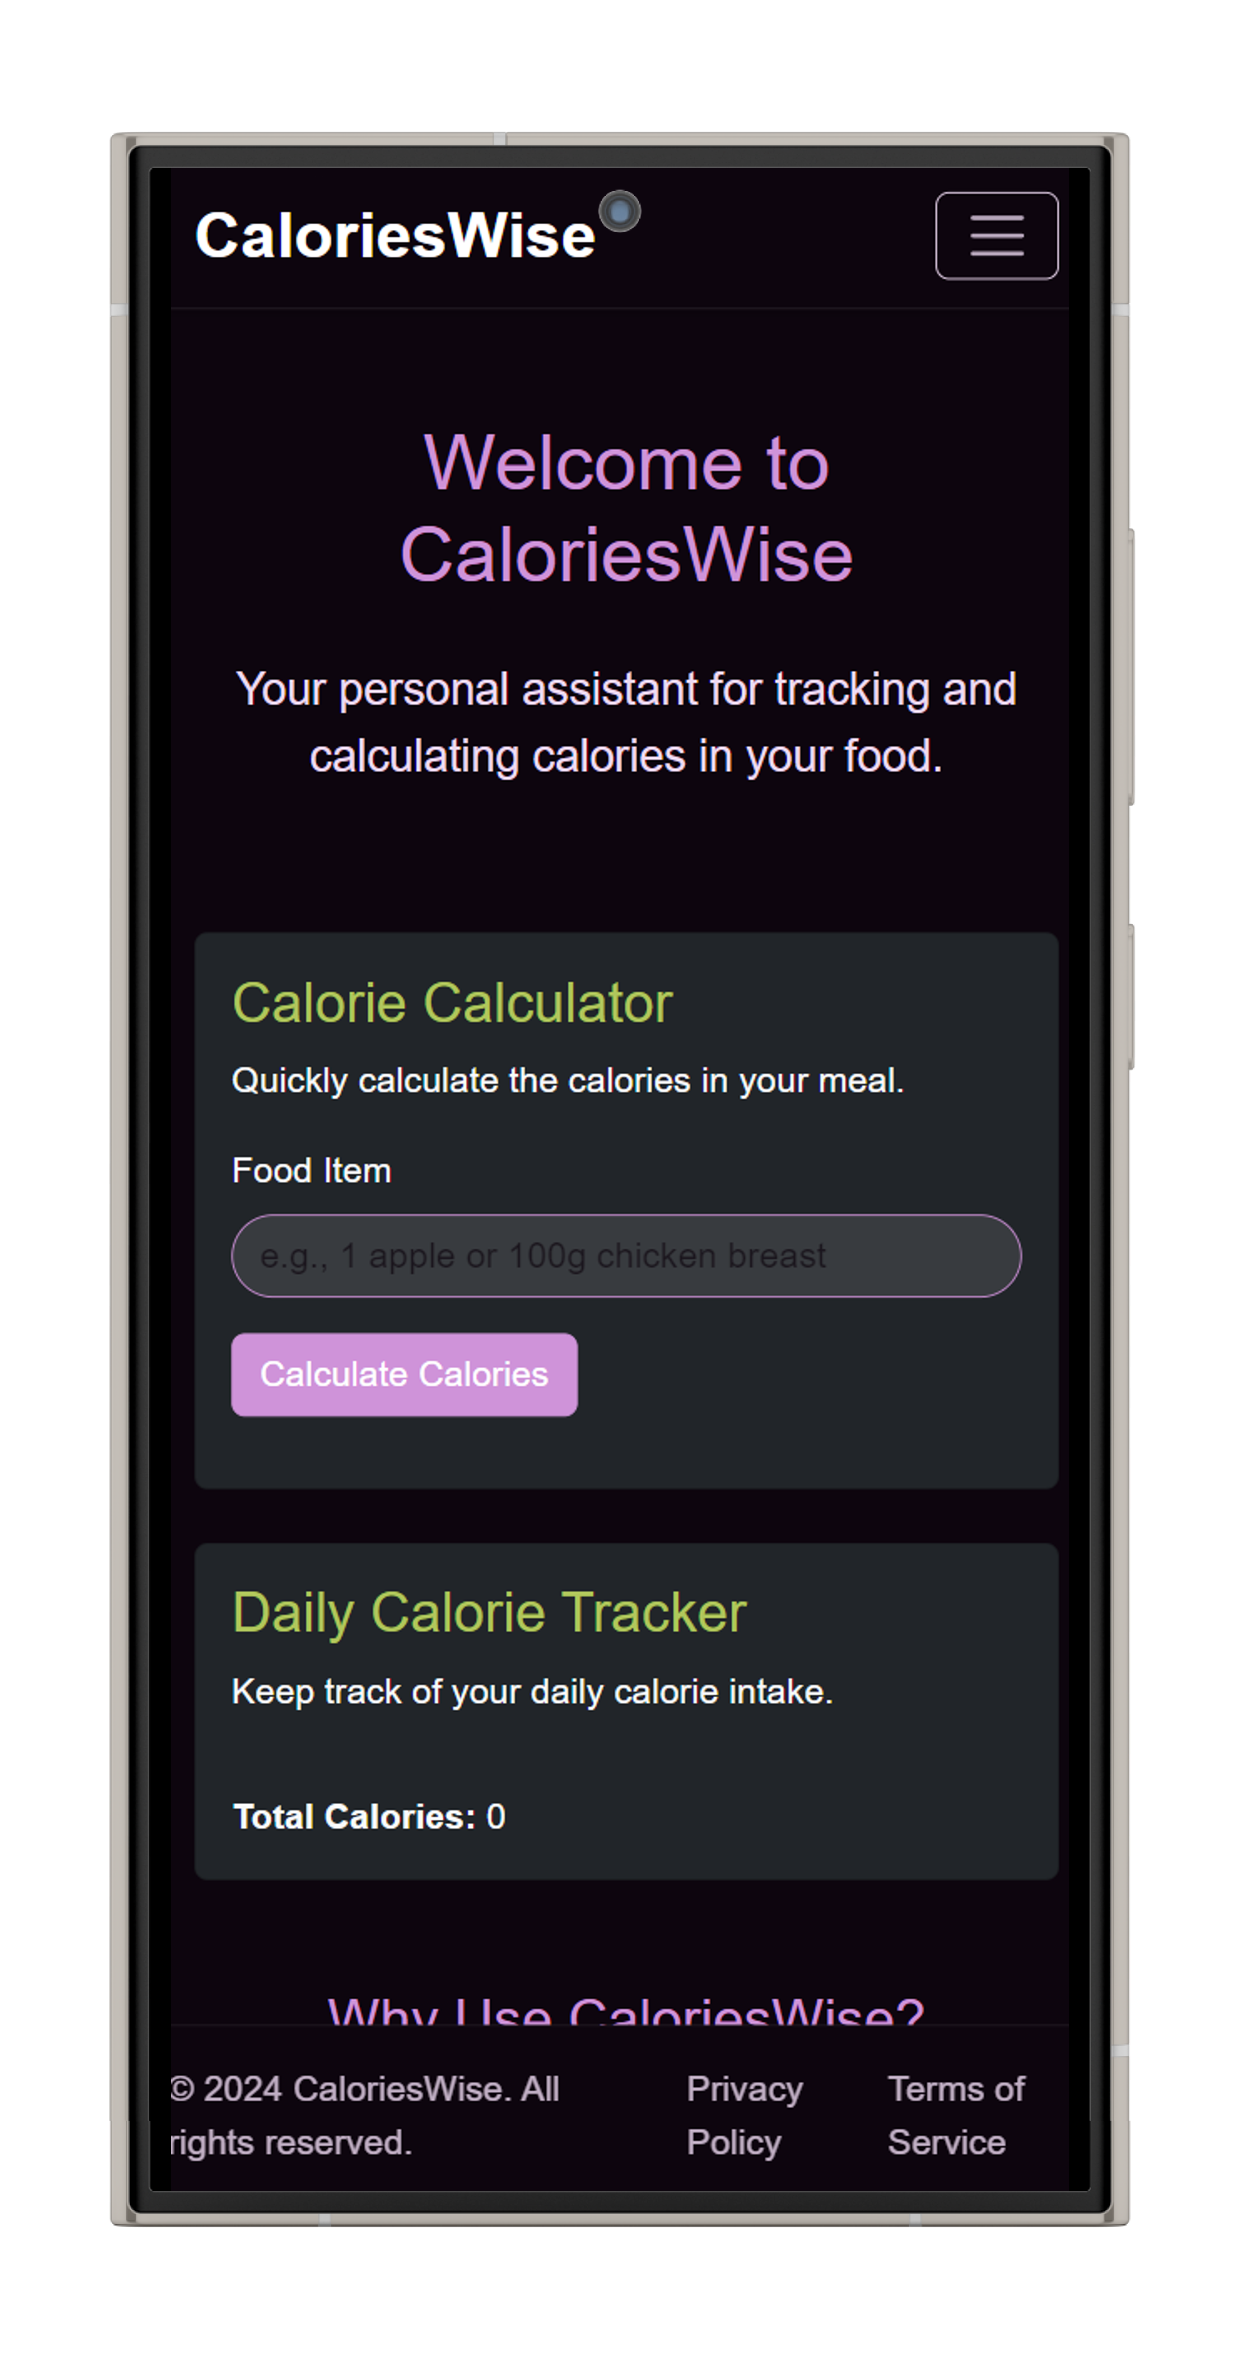 CaloriesWise
Welcome to
CaloriesWise
Your personal assistant for tracking and
calculating calories in your food.
Calorie Calculator
Quickly calculate the calories in your meal.
Food Item
e.g., 1 apple or 100g chicken breast
Calculate Calories
Daily Calorie Tracker
Keep track of your daily calorie intake.
Total Calories: 0
Why Use CaloriesWise?
© 2024 CaloriesWise. All
rights reserved.
Privacy
Policy
Terms of
Service